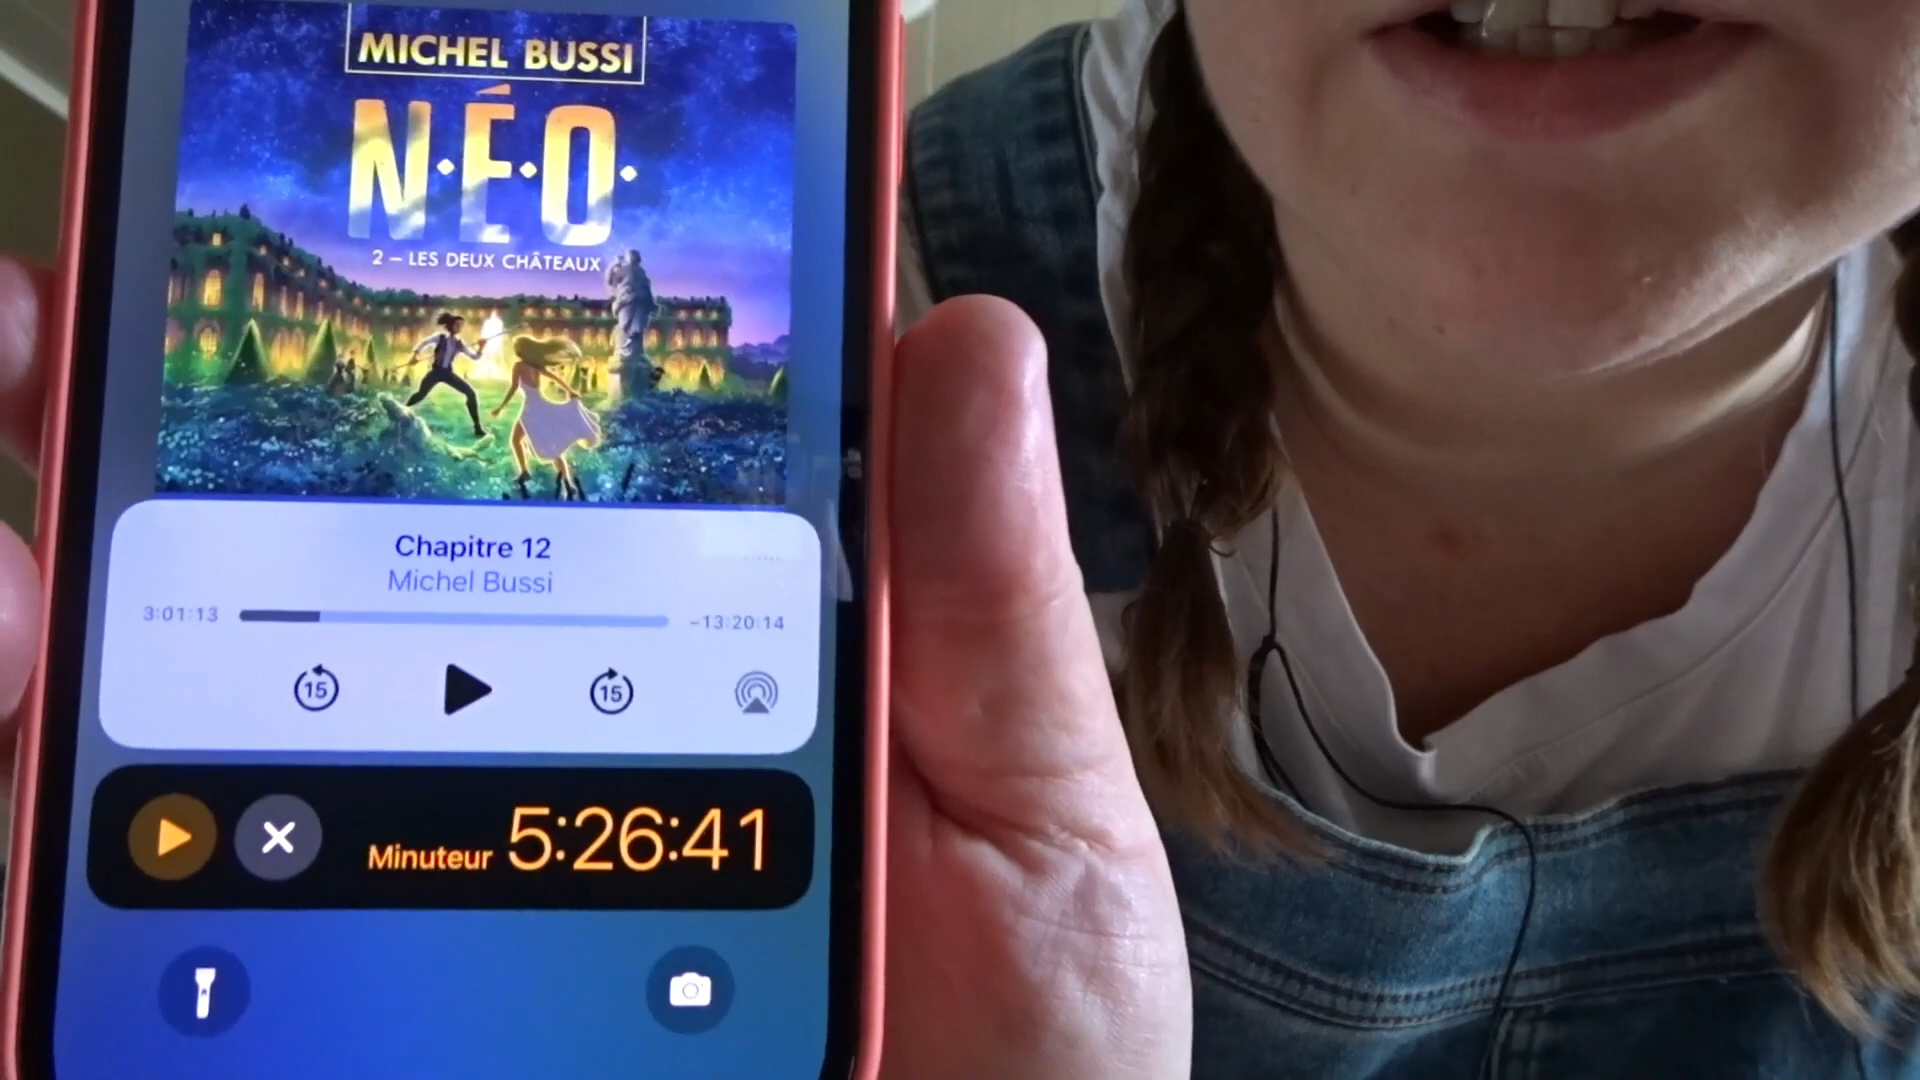 MICHEL BUSSI
N·É·O·
2 – LES DEUX CHÂTEAUX
Chapitre 12
Michel Bussi
3:01:13
-13:20:14
15
15
Minuteur 5:26:41